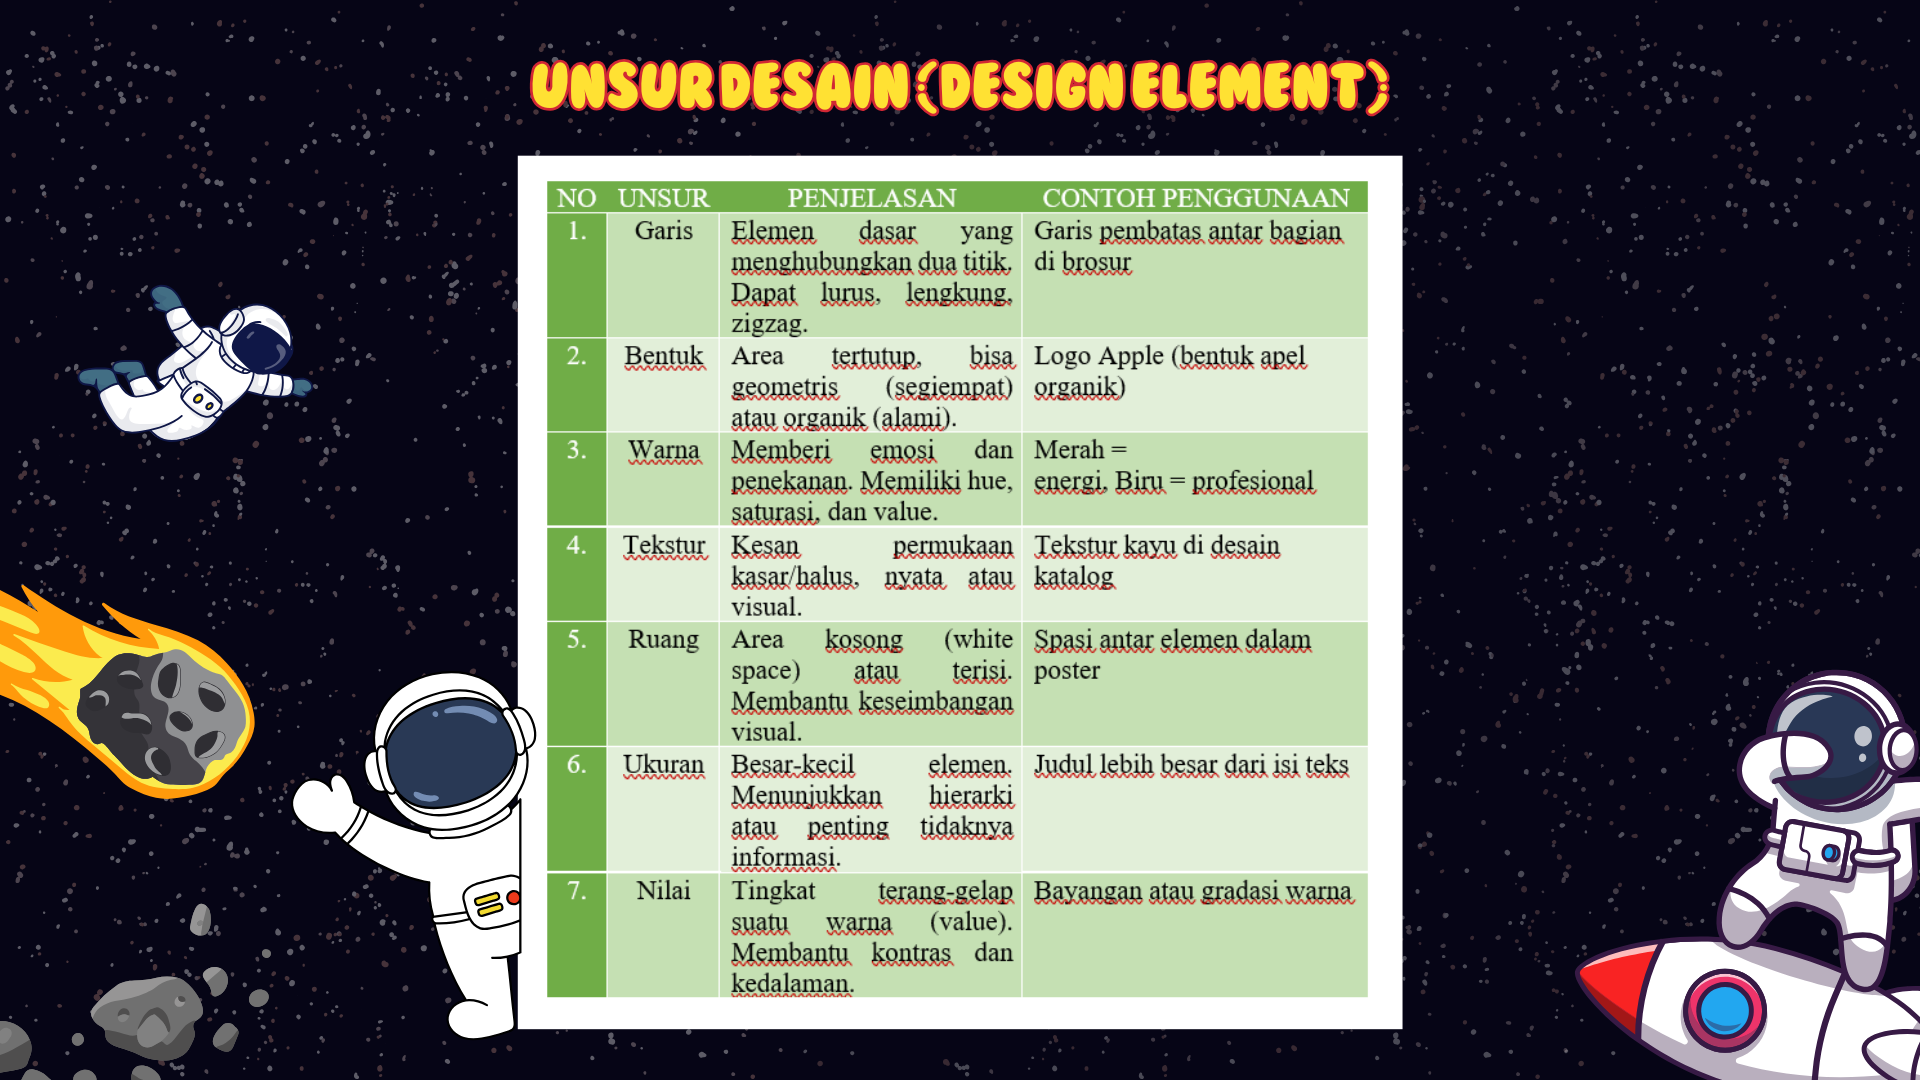 UNSUR DESAIN (DESIGN ELEMENT)
NO UNSUR PENJELASAN CONTOH PENGGUNAAN
1. Garis Elemen dasar yang Garis pembatas antar bagian
menghubungkan dua titik. di brosur
Dapat lurus, lengkung,
zigzag.
2. Bentuk Area tertutup, bisa Logo Apple (bentuk apel
geometris (segiempat) organik)
atau organik (alami).
3. Warna Memberi emosi dan Merah =
penekanan. Memiliki hue, energi, Biru = profesional
saturasi, dan value.
4. Tekstur Kesan permukaan Tekstur kayu di desain
kasar/halus, nyata atau katalog
visual.
5. Ruang Area kosong (white Spasi antar elemen dalam
space) atau terisi. poster
Membantu keseimbangan
visual.
6. Ukuran Besar-kecil elemen. Judul lebih besar dari isi teks
Menunjukkan hierarki
atau penting tidaknya
informasi.
7. Nilai Tingkat terang-gelap Bayangan atau gradasi warna
suatu warna (value).
Membantu kontras dan
kedalaman.